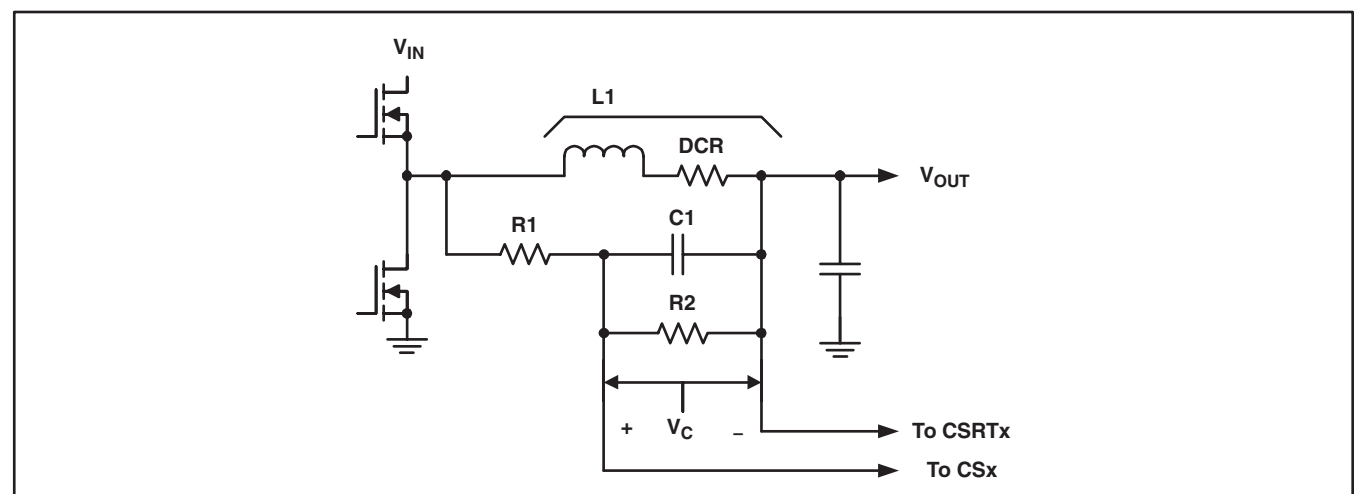 V_IN
L1
DCR
V_OUT
R1
C1
R2
+ V_C −
To CSRTx
To CSx